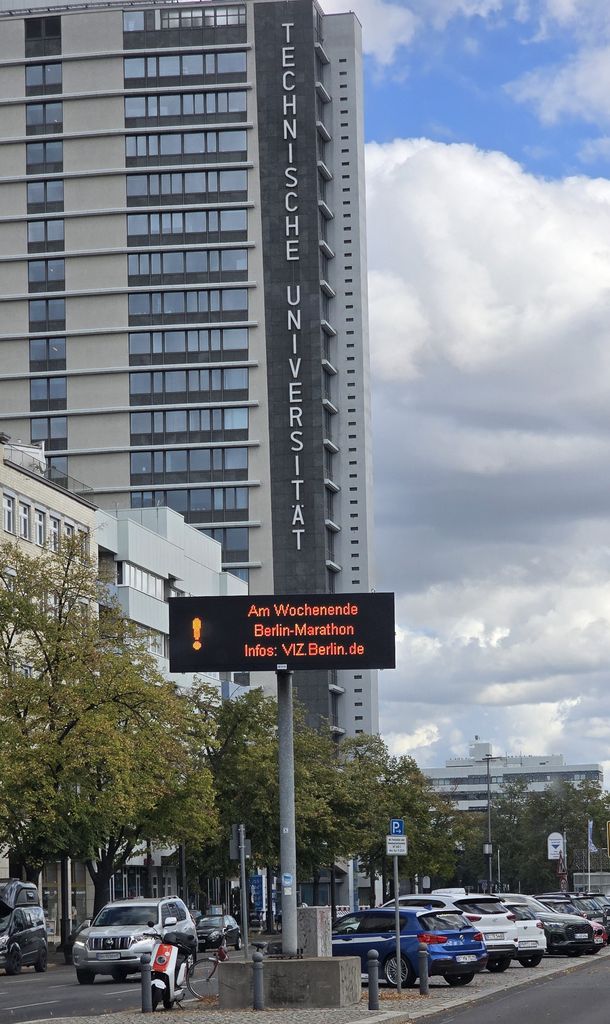 TECHNISCHE UNIVERSITÄT
! Am Wochenende
Berlin-Marathon
Infos: VIZ.Berlin.de
P